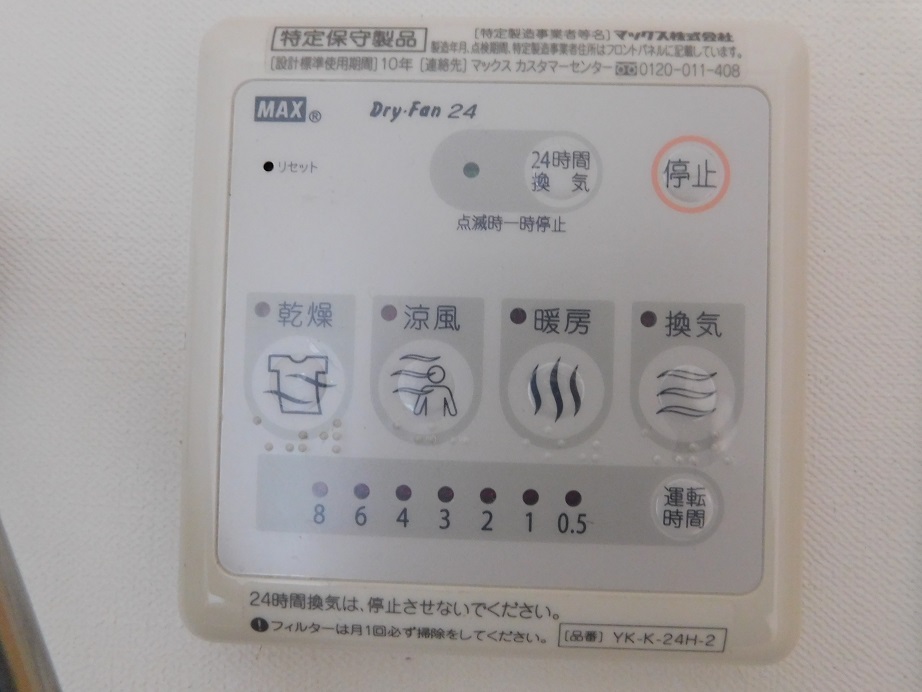 特定保守製品
[特定製造事業者等名] マックス株式会社
製造年月、点検期間、特定製造事業者住所はフロントパネルに記載しています。
[設計標準使用期間] 10年 [連絡先] マックス カスタマーセンター 0120-011-408
MAX® Dry・Fan 24
リセット
24時間
換 気
停止
点滅時一時停止
乾燥 涼風 暖房 換気
8 6 4 3 2 1 0.5
運転
時間
24時間換気は、停止させないでください。
フィルターは月1回必ず掃除をしてください。
[品番] YK-K-24H-2